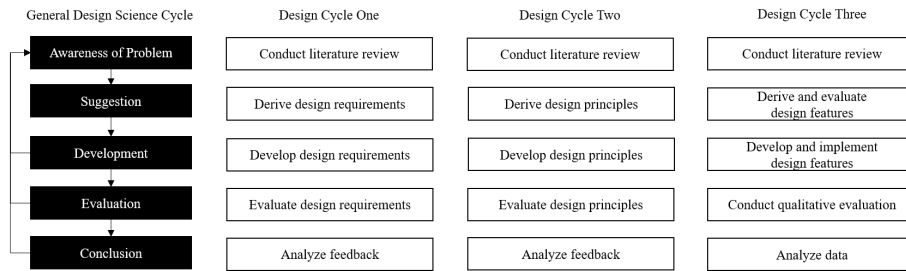 General Design Science Cycle
Design Cycle One
Design Cycle Two
Design Cycle Three
Awareness of Problem
Conduct literature review
Conduct literature review
Conduct literature review
Suggestion
Derive design requirements
Derive design principles
Derive and evaluate
design features
Development
Develop design requirements
Develop design principles
Develop and implement
design features
Evaluation
Evaluate design requirements
Evaluate design principles
Conduct qualitative evaluation
Conclusion
Analyze feedback
Analyze feedback
Analyze data